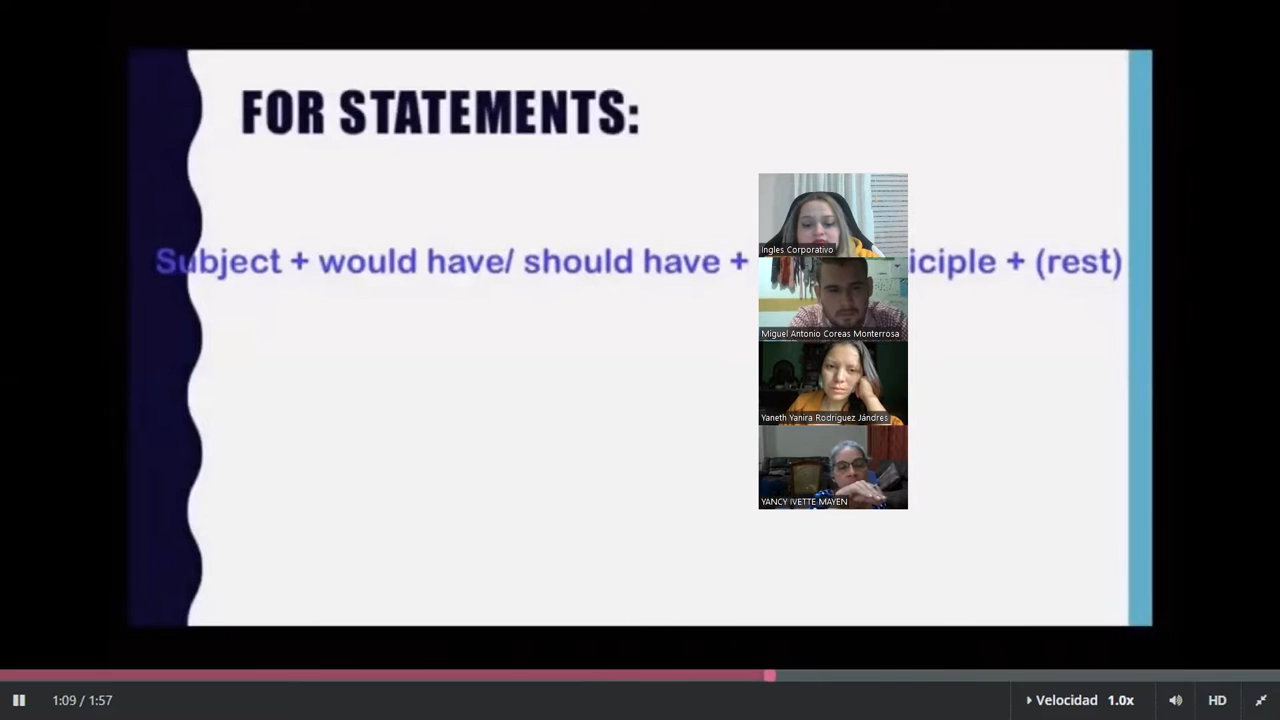 FOR STATEMENTS:
Subject + would have/ should have + iciple + (rest)
Ingles Corporativo
Miguel Antonio Coreas Monterrosa
Yaneth Yanira Rodriguez Jándres
YANCY IVETTE MAYEN
1:09 / 1:57
Velocidad 1.0x
HD